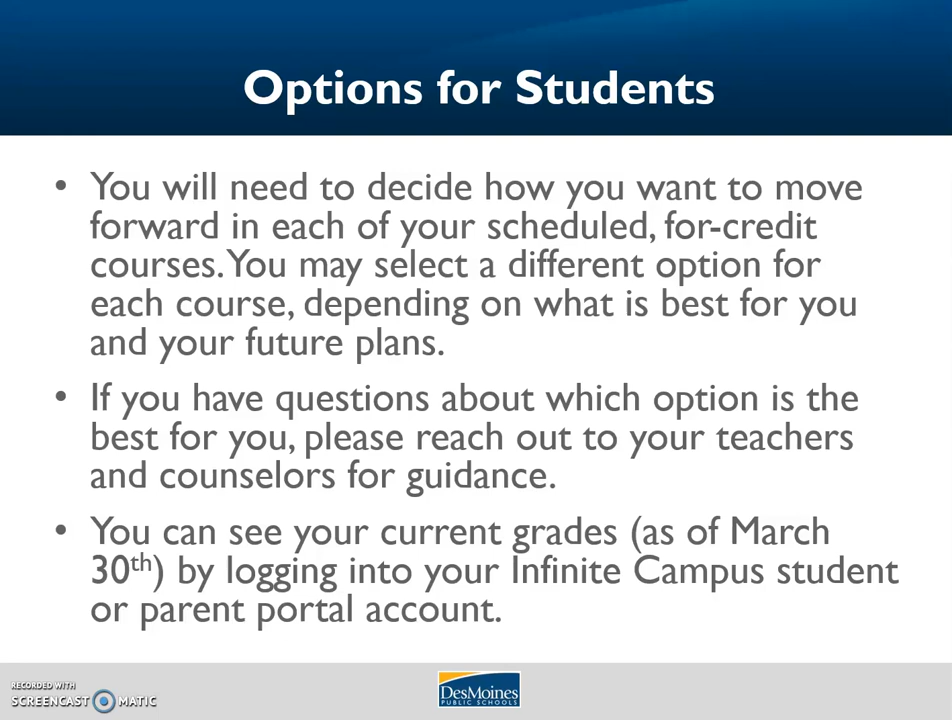 Options for Students
• You will need to decide how you want to move
forward in each of your scheduled, for-credit
courses. You may select a different option for
each course, depending on what is best for you
and your future plans.
• If you have questions about which option is the
best for you, please reach out to your teachers
and counselors for guidance.
• You can see your current grades (as of March
30th) by logging into your Infinite Campus student
or parent portal account.
RECORDED WITH
SCREENCAST MATIC
DesMoines
PUBLIC SCHOOLS